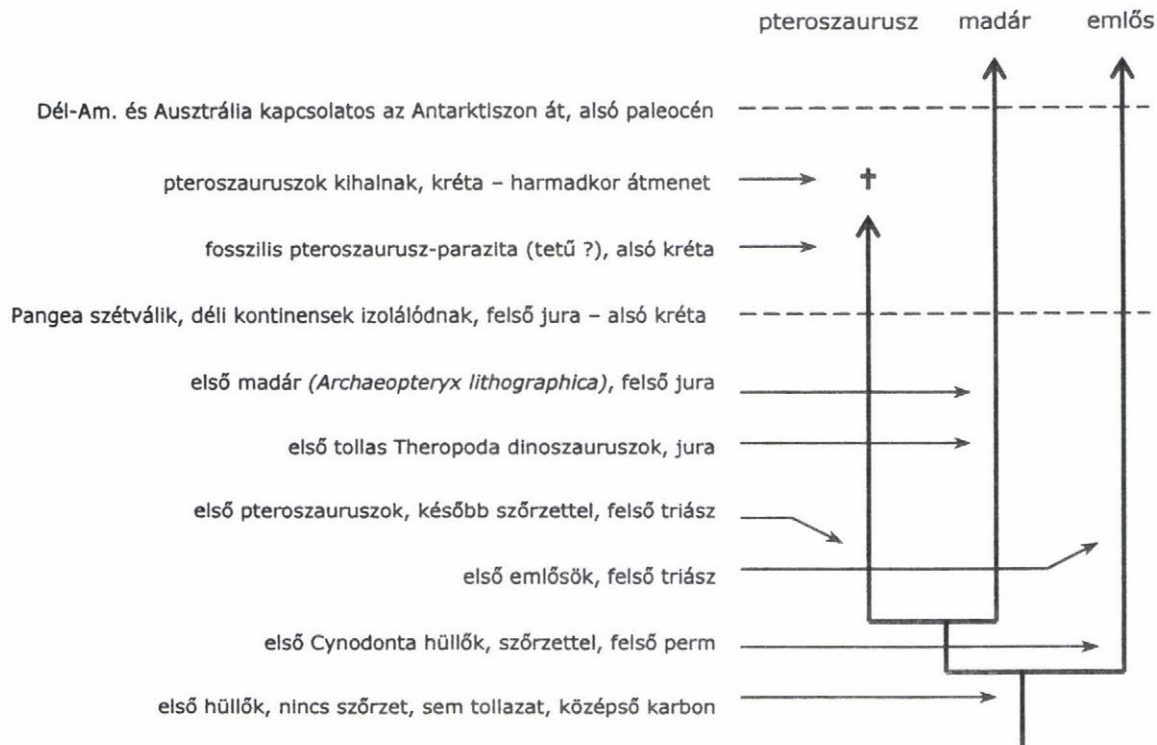 pteroszaurusz madár emlős
Dél-Am. és Ausztrália kapcsolatos az Antarktiszon át, alsó paleocén
pteroszauruszok kihalnak, kréta – harmadkor átmenet
fosszilis pteroszaurusz-parazita (tetű ?), alsó kréta
Pangea szétválik, déli kontinensek izolálódnak, felső jura – alsó kréta
első madár (Archaeopteryx lithographica), felső jura
első tollas Theropoda dinoszauruszok, jura
első pteroszauruszok, később szőrzettel, felső triász
első emlősök, felső triász
első Cynodonta hüllők, szőrzettel, felső perm
első hüllők, nincs szőrzet, sem tollazat, középső karbon